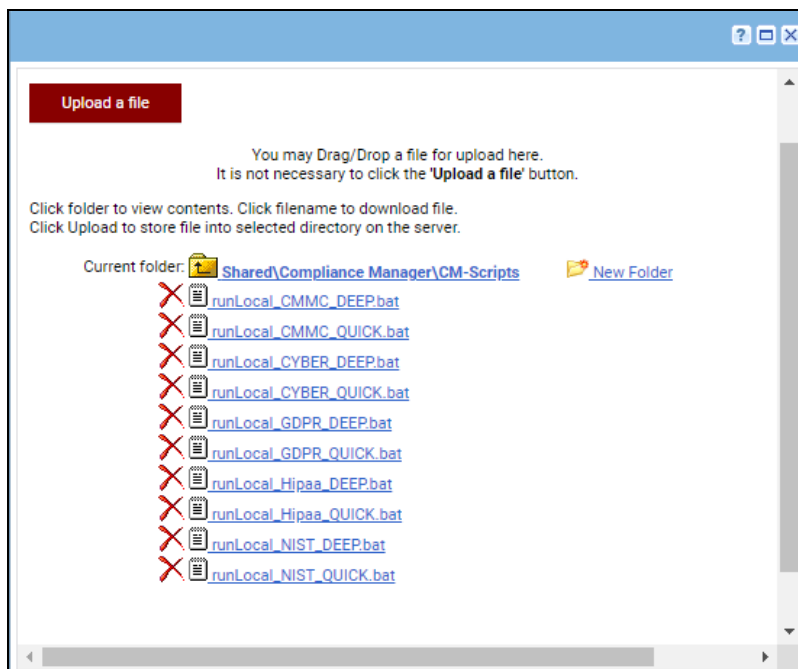 ?
Upload a file
You may Drag/Drop a file for upload here.
It is not necessary to click the 'Upload a file' button.
Click folder to view contents. Click filename to download file.
Click Upload to store file into selected directory on the server.
Current folder: Shared\Compliance Manager\CM-Scripts New Folder
runLocal_CMMC_DEEP.bat
runLocal_CMMC_QUICK.bat
runLocal_CYBER_DEEP.bat
runLocal_CYBER_QUICK.bat
runLocal_GDPR_DEEP.bat
runLocal_GDPR_QUICK.bat
runLocal_Hipaa_DEEP.bat
runLocal_Hipaa_QUICK.bat
runLocal_NIST_DEEP.bat
runLocal_NIST_QUICK.bat